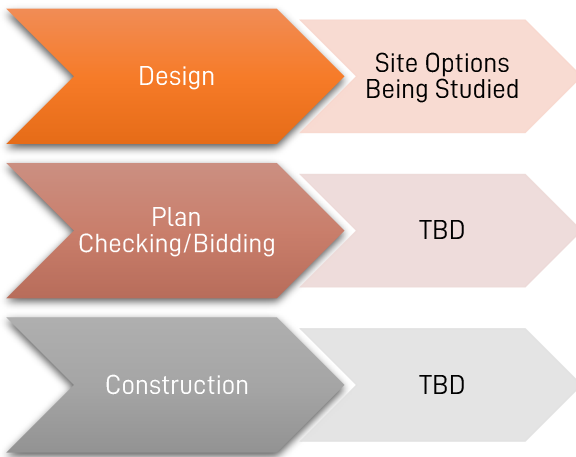 Design
Site Options
Being Studied
Plan
Checking/Bidding
TBD
Construction
TBD